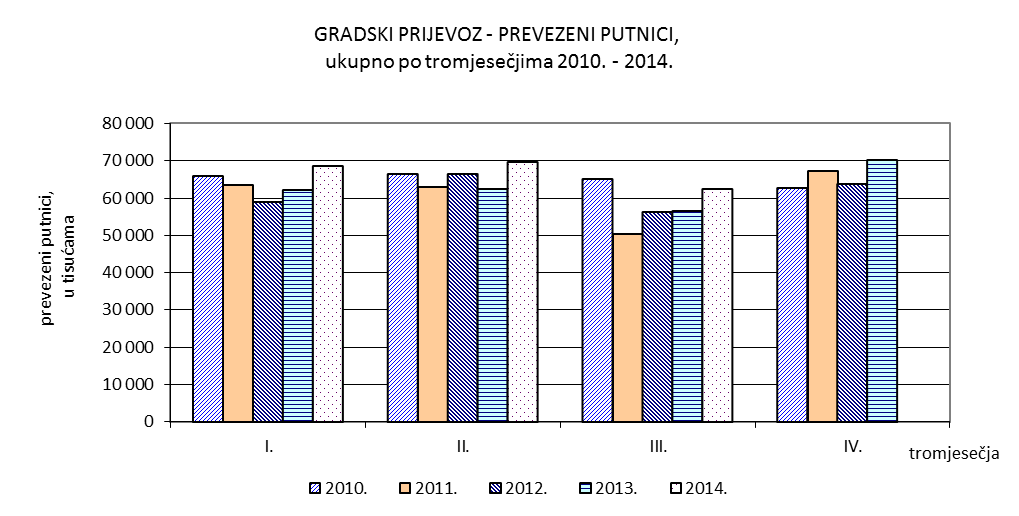 GRADSKI PRIJEVOZ - PREVEZENI PUTNICI,
ukupno po tromjesečjima 2010. - 2014.
prevezeni putnici,
u tisućama
80 000
70 000
60 000
50 000
40 000
30 000
20 000
10 000
0
I.
II.
III.
IV.
tromjesečja
2010.
2011.
2012.
2013.
2014.